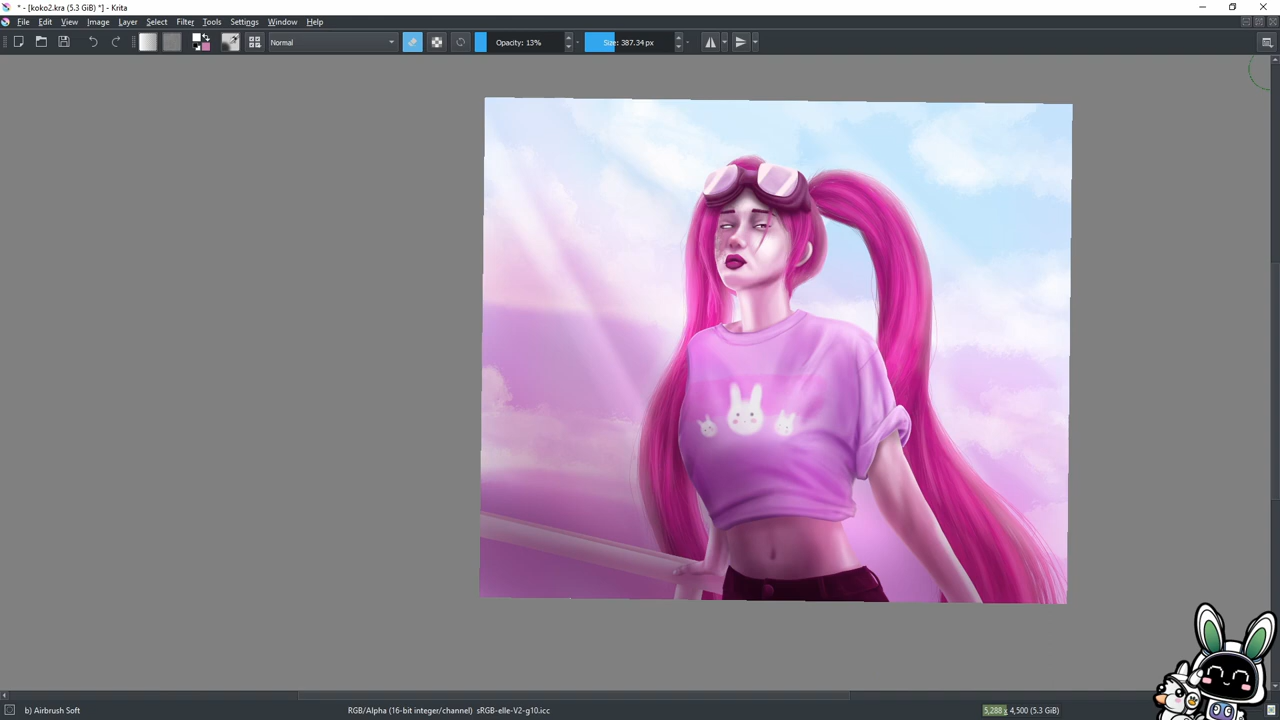 * - [koko2.kra (5.3 GiB) *] - Krita
File Edit View Image Layer Select Filter Tools Settings Window Help
Normal Opacity: 13% Size: 387.34 px
b) Airbrush Soft RGB/Alpha (16-bit integer/channel) sRGB-elle-V2-g10.icc 5,288 x 4,500 (5.3 GiB)